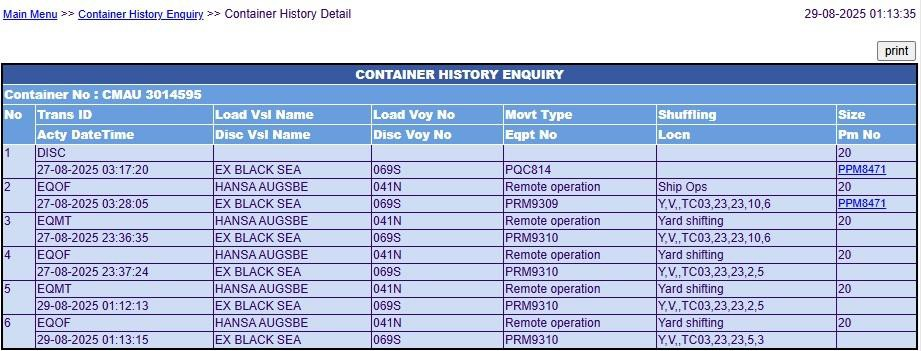 Main Menu >> Container History Enquiry >> Container History Detail 29-08-2025 01:13:35
print
CONTAINER HISTORY ENQUIRY
Container No : CMAU 3014595
No Trans ID Load Vsl Name Load Voy No Movt Type Shuffling Size
Acty DateTime Disc Vsl Name Disc Voy No Eqpt No Locn Pm No
1 DISC 20
27-08-2025 03:17:20 EX BLACK SEA 069S PQC814 PPM8471
2 EQOF HANSA AUGSBE 041N Remote operation Ship Ops 20
27-08-2025 03:28:05 EX BLACK SEA 069S PRM9309 Y,V,,TC03,23,23,10,6 PPM8471
3 EQMT HANSA AUGSBE 041N Remote operation Yard shifting 20
27-08-2025 23:36:35 EX BLACK SEA 069S PRM9310 Y,V,,TC03,23,23,10,6
4 EQOF HANSA AUGSBE 041N Remote operation Yard shifting 20
27-08-2025 23:37:24 EX BLACK SEA 069S PRM9310 Y,V,,TC03,23,23,2,5
5 EQMT HANSA AUGSBE 041N Remote operation Yard shifting 20
29-08-2025 01:12:13 EX BLACK SEA 069S PRM9310 Y,V,,TC03,23,23,2,5
6 EQOF HANSA AUGSBE 041N Remote operation Yard shifting 20
29-08-2025 01:13:15 EX BLACK SEA 069S PRM9310 Y,V,,TC03,23,23,5,3